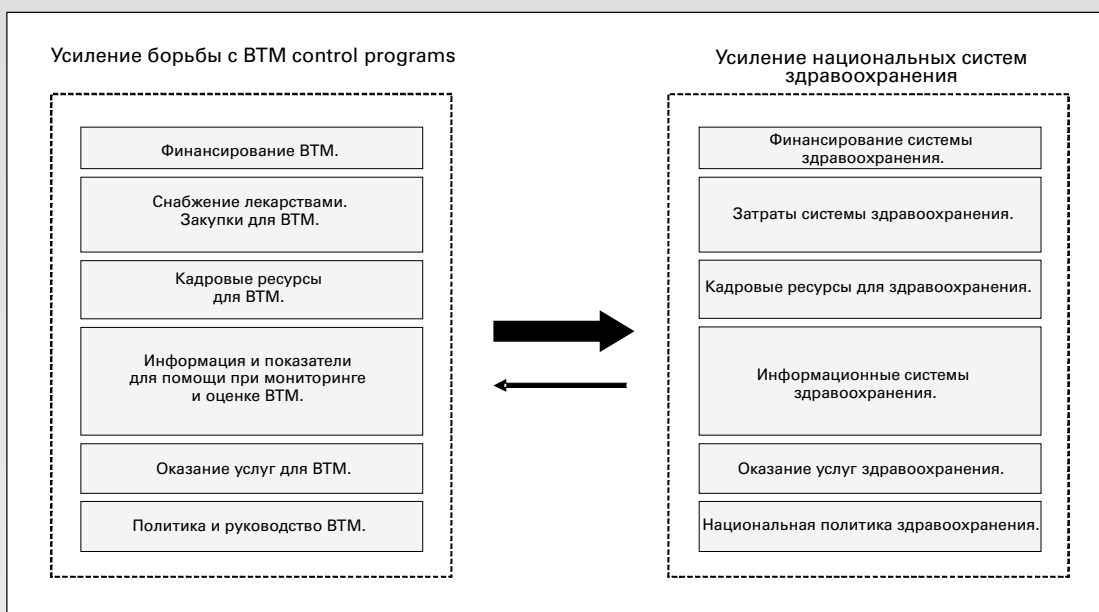 Усиление борьбы с ВТМ control programs
Финансирование ВТМ.
Снабжение лекарствами.
Закупки для ВТМ.
Кадровые ресурсы
для ВТМ.
Информация и показатели
для помощи при мониторинге
и оценке ВТМ.
Оказание услуг для ВТМ.
Политика и руководство ВТМ.
Усиление национальных систем
здравоохранения
Финансирование системы
здравоохранения.
Затраты системы здравоохранения.
Кадровые ресурсы для здравоохранения.
Информационные системы
здравоохранения.
Оказание услуг здравоохранения.
Национальная политика здравоохранения.